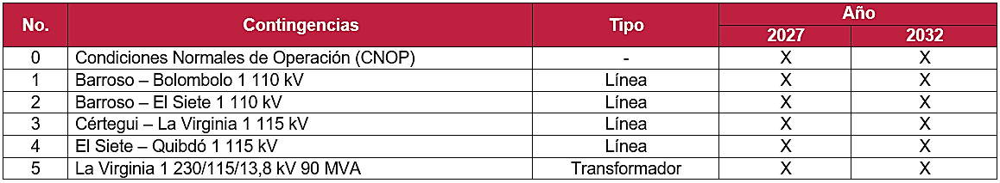 No. Contingencias Tipo Año
2027 2032
0 Condiciones Normales de Operación (CNOP) - X X
1 Barroso – Bolombolo 1 110 kV Línea X X
2 Barroso – El Siete 1 110 kV Línea X X
3 Cértegui – La Virginia 1 115 kV Línea X X
4 El Siete – Quibdó 1 115 kV Línea X X
5 La Virginia 1 230/115/13,8 kV 90 MVA Transformador X X